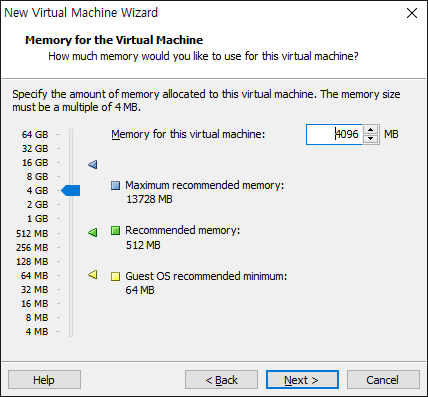 New Virtual Machine Wizard
Memory for the Virtual Machine
How much memory would you like to use for this virtual machine?
Specify the amount of memory allocated to this virtual machine. The memory size
must be a multiple of 4 MB.
64 GB
32 GB
16 GB
8 GB
4 GB
2 GB
1 GB
512 MB
256 MB
128 MB
64 MB
32 MB
16 MB
8 MB
4 MB
Memory for this virtual machine: 4096 MB
Maximum recommended memory:
13728 MB
Recommended memory:
512 MB
Guest OS recommended minimum:
64 MB
Help < Back Next > Cancel